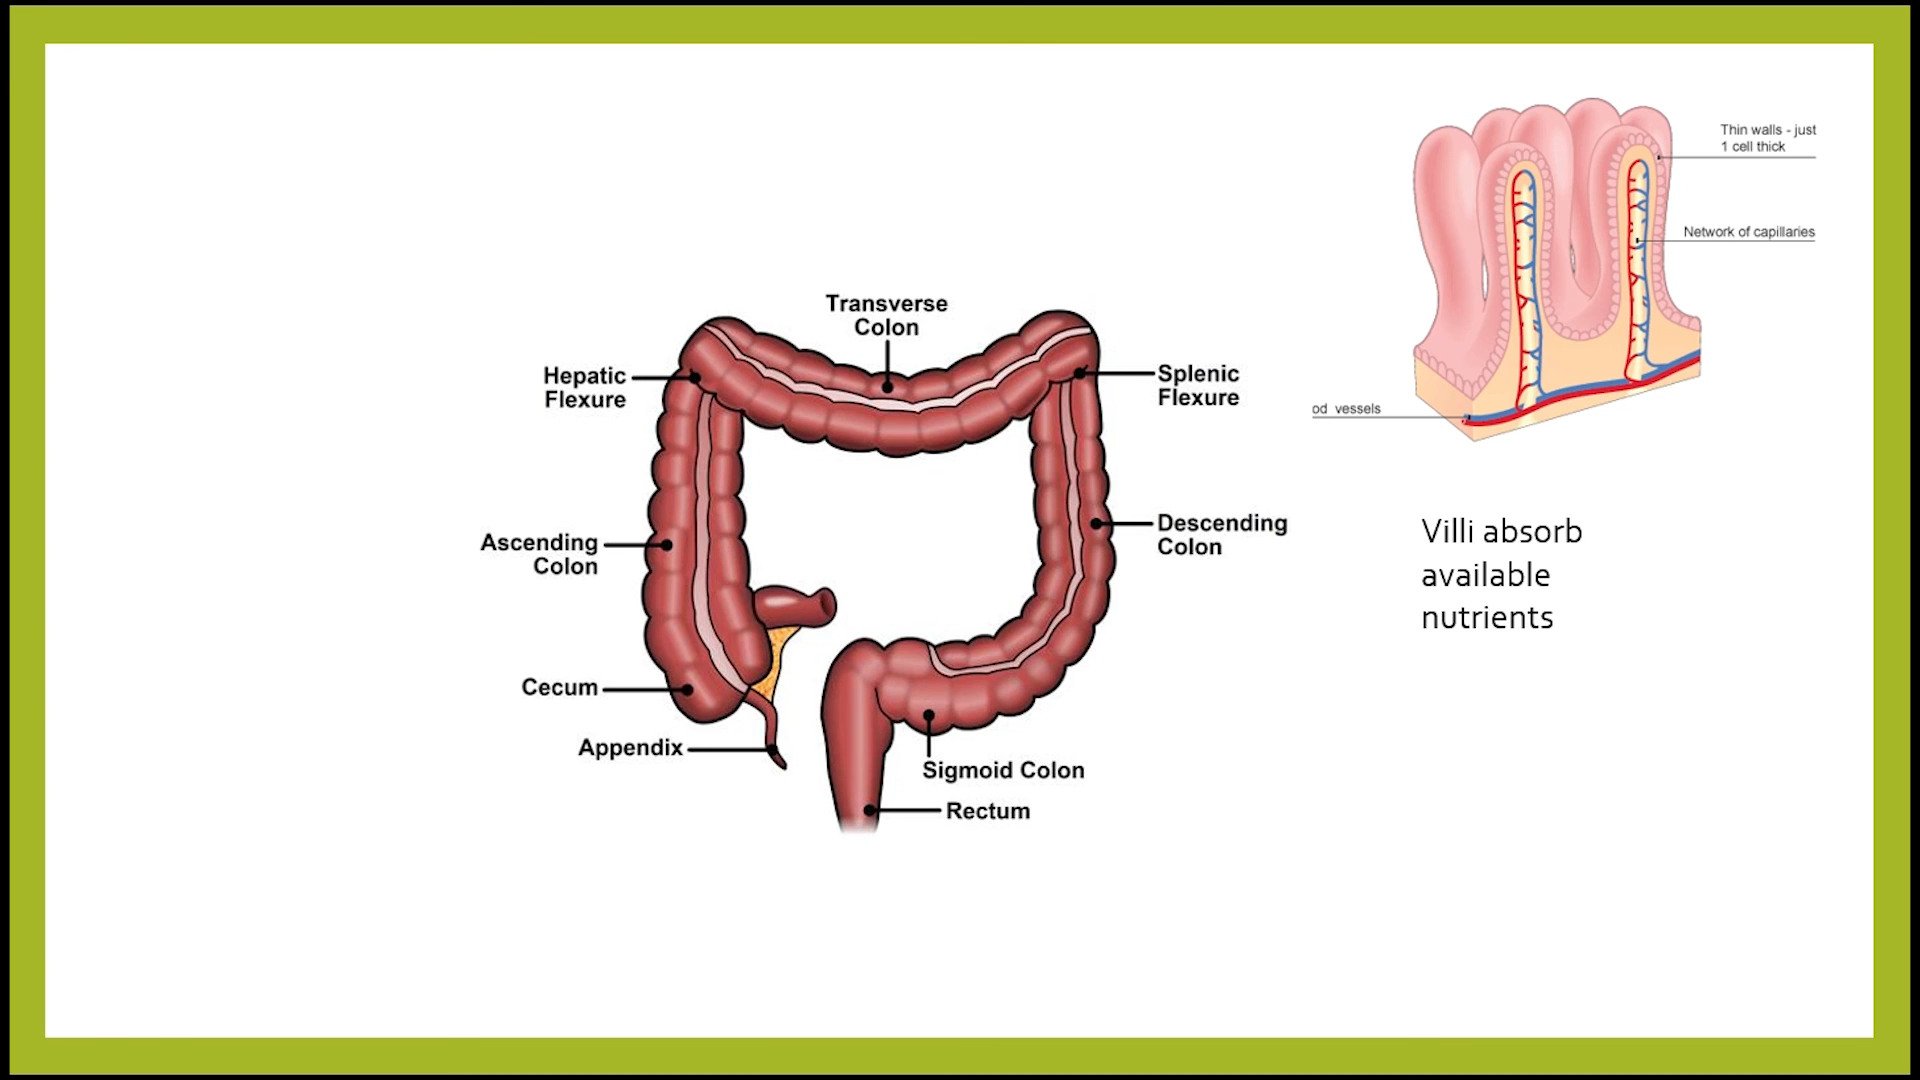 Transverse
Colon
Hepatic
Flexure
Splenic
Flexure
Ascending
Colon
Descending
Colon
Cecum
Appendix
Sigmoid Colon
Rectum
Thin walls - just
1 cell thick
Network of capillaries
od vessels
Villi absorb
available
nutrients